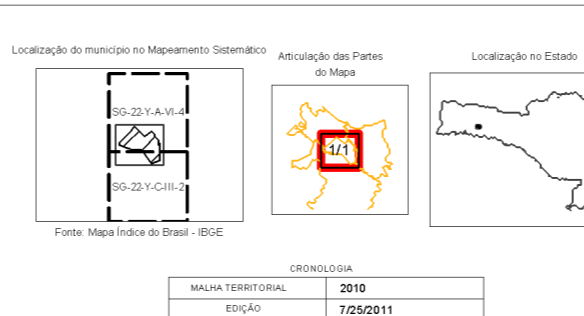 Localização do município no Mapeamento Sistemático
Articulação das Partes
do Mapa
Localização no Estado
SG-22-Y-A-VI-4
SG-22-Y-C-III-2
1/1
Fonte: Mapa Índice do Brasil - IBGE
CRONOLOGIA
MALHA TERRITORIAL 2010
EDIÇÃO 7/25/2011